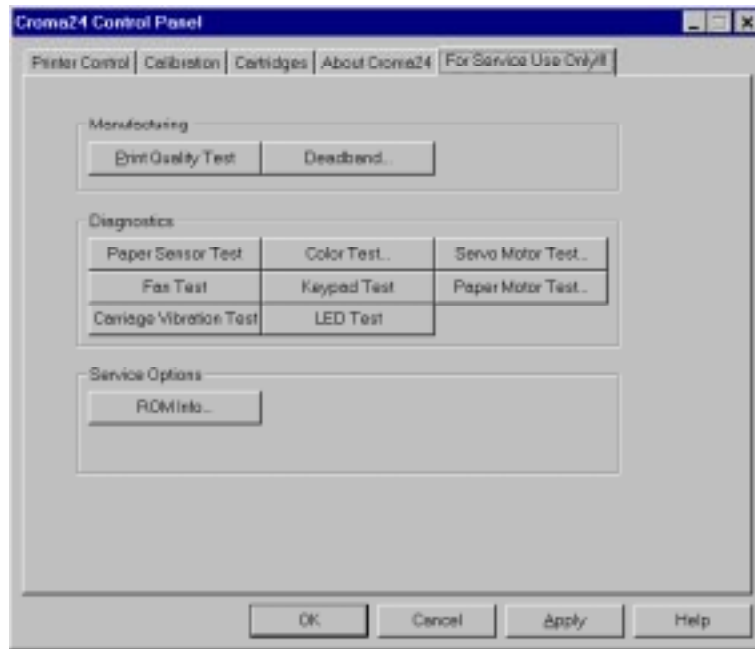 Croma24 Control Panel
Printer Control Calibration Cartridges About Croma24 For Service Use Only!!!
Manufacturing
Print Quality Test Deadband...
Diagnostics
Paper Sensor Test Color Test... Servo Motor Test...
Fan Test Keypad Test Paper Motor Test...
Carriage Vibration Test LED Test
Service Options
ROM Info...
OK Cancel Apply Help